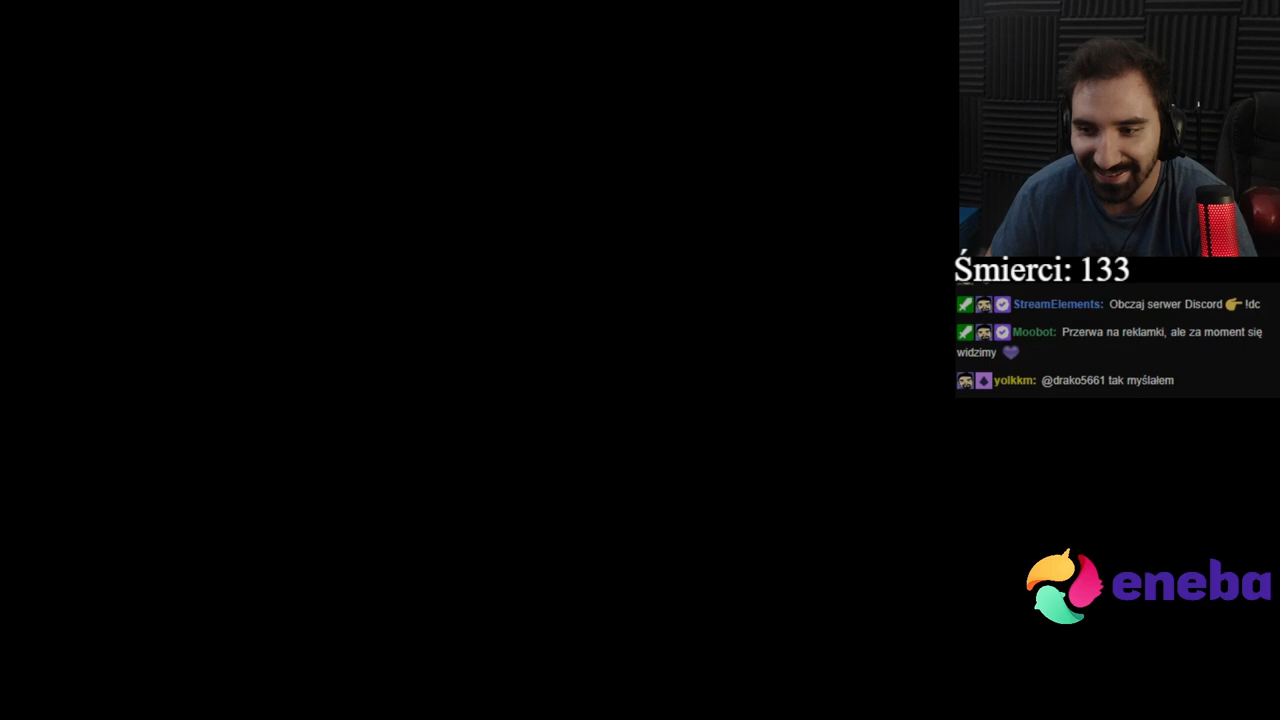 Śmierci: 133
StreamElements: Obczaj serwer Discord 👉 !dc
Moobot: Przerwa na reklamki, ale za moment się
widzimy 💜
yolkkm: @drako5661 tak myślałem
eneba